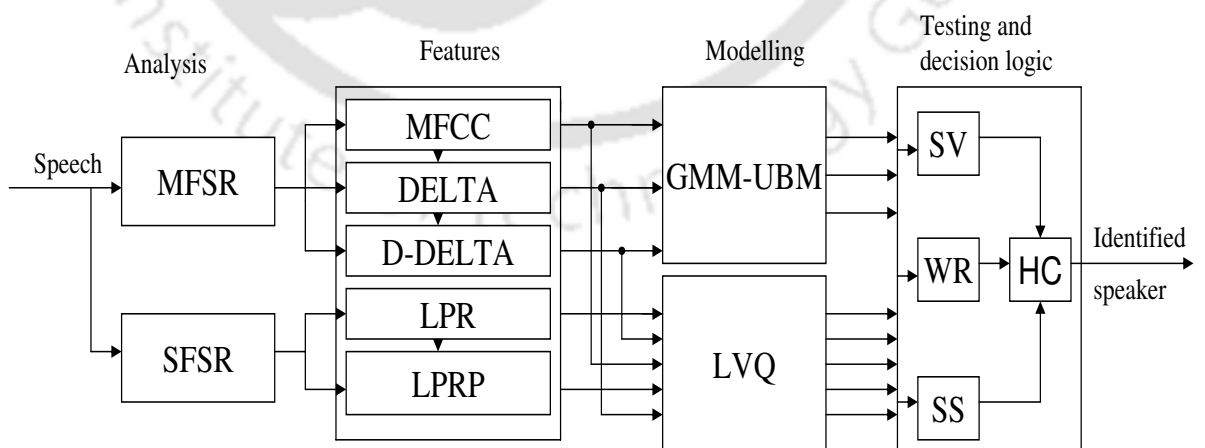 Analysis
Features
Modelling
Testing and
decision logic
Speech
MFSR
SFSR
MFCC
DELTA
D-DELTA
LPR
LPRP
GMM-UBM
LVQ
SV
WR
SS
HC
Identified
speaker